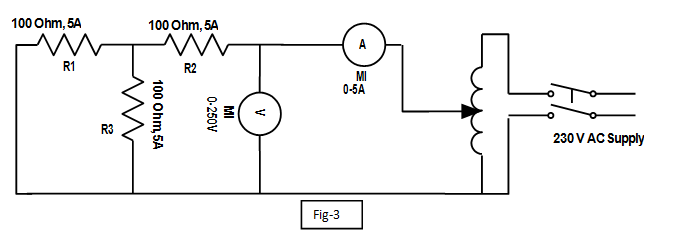 100 Ohm, 5A
100 Ohm, 5A
R1
R2
R3
100 Ohm, 5A
MI
0-250V
V
A
MI
0-5A
230 V AC Supply
Fig-3